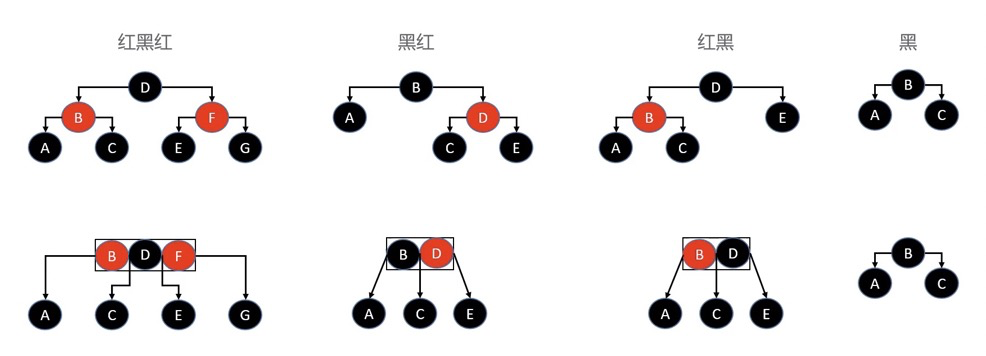 红黑红 黑红 红黑 黑
D B D B
B F A D B E A C
A C E G C E A C
B D F B D B D B
A C E G A C E A C E A C